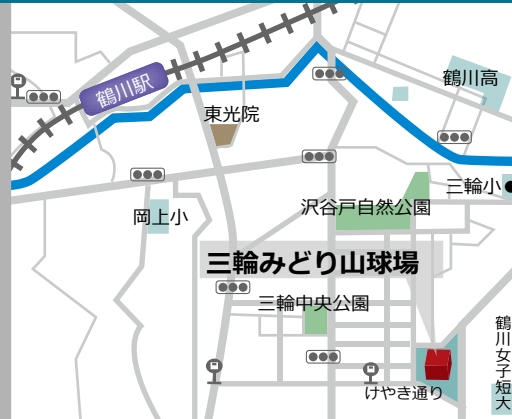 鶴川高
鶴川駅
東光院
三輪小
岡上小
沢谷戸自然公園
三輪みどり山球場
三輪中央公園
鶴川女子短大
けやき通り